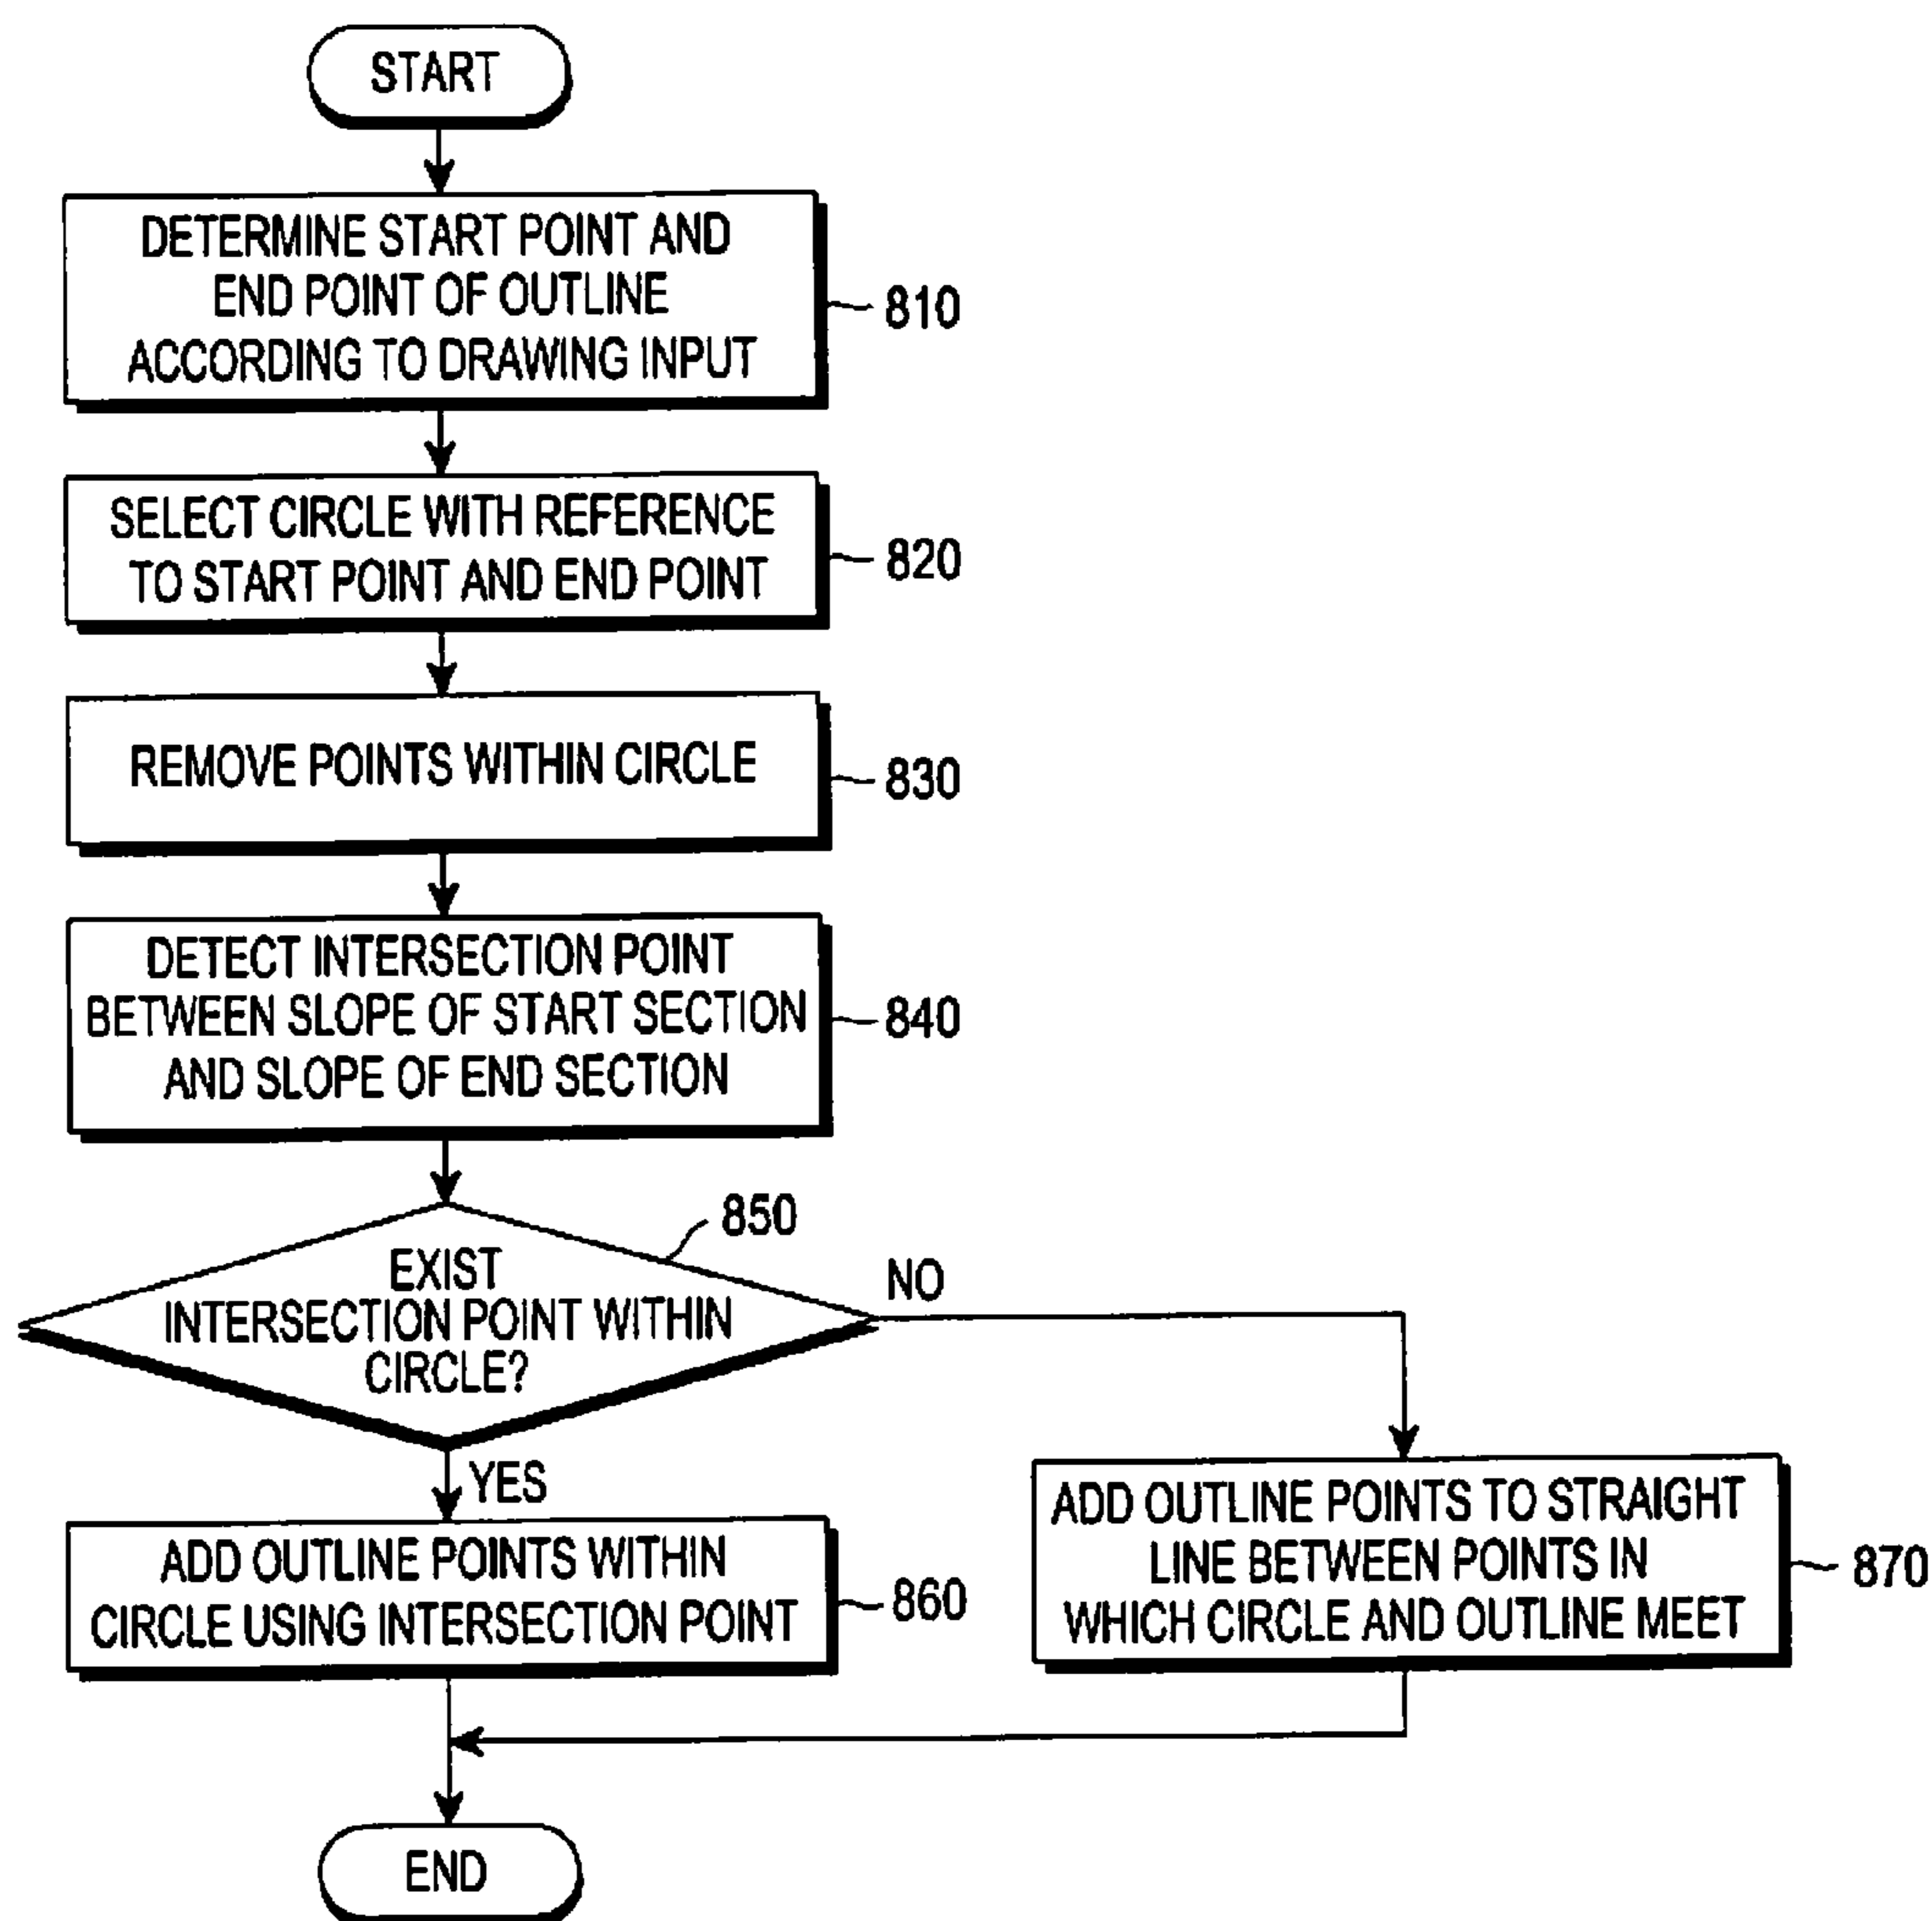 START
DETERMINE START POINT AND
END POINT OF OUTLINE
ACCORDING TO DRAWING INPUT
810
SELECT CIRCLE WITH REFERENCE
TO START POINT AND END POINT
820
REMOVE POINTS WITHIN CIRCLE
830
DETECT INTERSECTION POINT
BETWEEN SLOPE OF START SECTION
AND SLOPE OF END SECTION
840
850
EXIST
INTERSECTION POINT WITHIN
CIRCLE?
NO
YES
ADD OUTLINE POINTS WITHIN
CIRCLE USING INTERSECTION POINT
860
ADD OUTLINE POINTS TO STRAIGHT
LINE BETWEEN POINTS IN
WHICH CIRCLE AND OUTLINE MEET
870
END